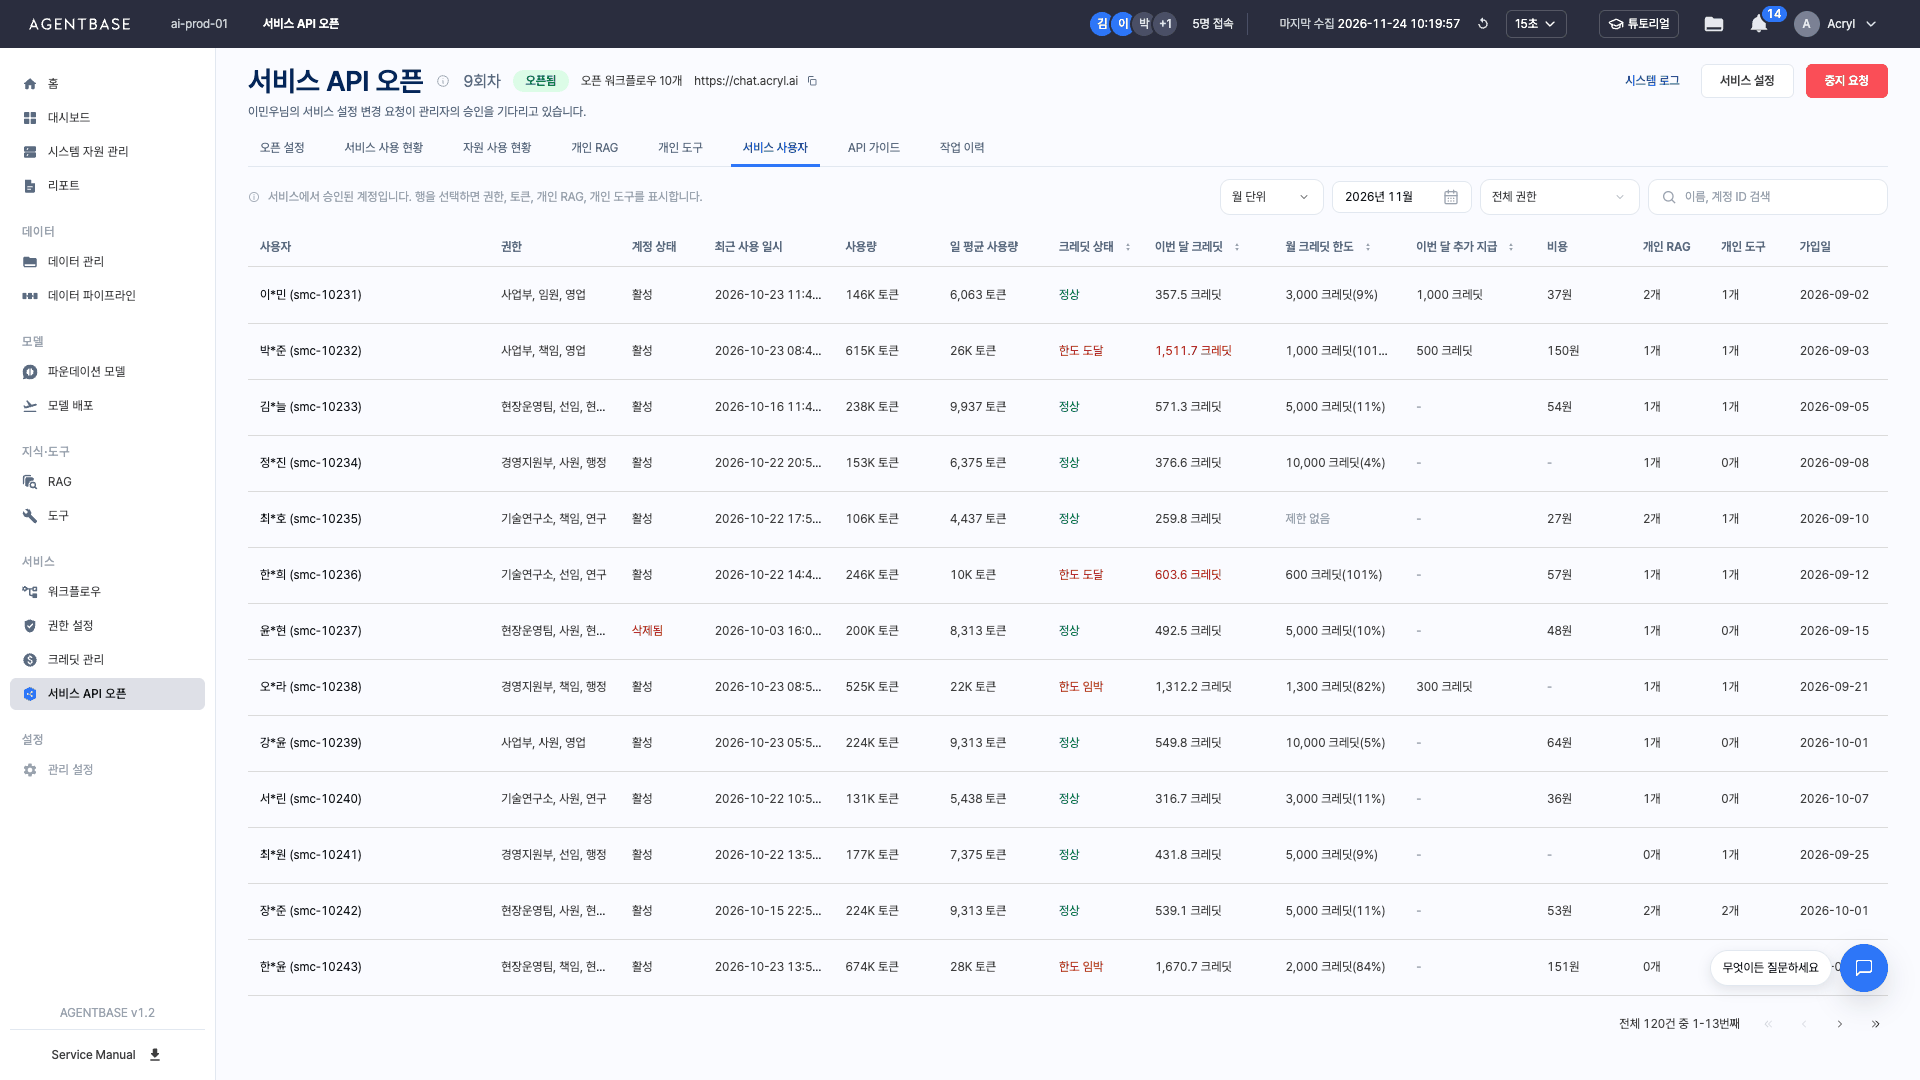 AGENTBASE
ai-prod-01
서비스 API 오픈
김 이 박 +1 5명 접속
마지막 수집 2026-11-24 10:19:57
15초
튜토리얼
14
A Acryl
홈
대시보드
시스템 자원 관리
리포트
데이터
데이터 관리
데이터 파이프라인
모델
파운데이션 모델
모델 배포
지식·도구
RAG
도구
서비스
워크플로우
권한 설정
크레딧 관리
서비스 API 오픈
설정
관리 설정
AGENTBASE v1.2
Service Manual
서비스 API 오픈 9회차 오픈됨 오픈 워크플로우 10개 https://chat.acryl.ai
시스템 로그 서비스 설정 중지 요청
이민우님의 서비스 설정 변경 요청이 관리자의 승인을 기다리고 있습니다.
오픈 설정 서비스 사용 현황 자원 사용 현황 개인 RAG 개인 도구 서비스 사용자 API 가이드 작업 이력
서비스에서 승인된 계정입니다. 행을 선택하면 권한, 토큰, 개인 RAG, 개인 도구를 표시합니다.
월 단위 2026년 11월 전체 권한 이름, 계정 ID 검색
사용자 권한 계정 상태 최근 사용 일시 사용량 일 평균 사용량 크레딧 상태 이번 달 크레딧 월 크레딧 한도 이번 달 추가 지급 비용 개인 RAG 개인 도구 가입일
이*민 (smc-10231) 사업부, 임원, 영업 활성 2026-10-23 11:4... 146K 토큰 6,063 토큰 정상 357.5 크레딧 3,000 크레딧(9%) 1,000 크레딧 37원 2개 1개 2026-09-02
박*준 (smc-10232) 사업부, 책임, 영업 활성 2026-10-23 08:4... 615K 토큰 26K 토큰 한도 도달 1,511.7 크레딧 1,000 크레딧(101... 500 크레딧 150원 1개 1개 2026-09-03
김*늘 (smc-10233) 현장운영팀, 선임, 현... 활성 2026-10-16 11:4... 238K 토큰 9,937 토큰 정상 571.3 크레딧 5,000 크레딧(11%) - 54원 1개 1개 2026-09-05
정*진 (smc-10234) 경영지원부, 사원, 행정 활성 2026-10-22 20:5... 153K 토큰 6,375 토큰 정상 376.6 크레딧 10,000 크레딧(4%) - - 1개 0개 2026-09-08
최*호 (smc-10235) 기술연구소, 책임, 연구 활성 2026-10-22 17:5... 106K 토큰 4,437 토큰 정상 259.8 크레딧 제한 없음 - 27원 2개 1개 2026-09-10
한*희 (smc-10236) 기술연구소, 선임, 연구 활성 2026-10-22 14:4... 246K 토큰 10K 토큰 한도 도달 603.6 크레딧 600 크레딧(101%) - 57원 1개 1개 2026-09-12
윤*현 (smc-10237) 현장운영팀, 사원, 현... 삭제됨 2026-10-03 16:0... 200K 토큰 8,313 토큰 정상 492.5 크레딧 5,000 크레딧(10%) - 48원 1개 0개 2026-09-15
오*라 (smc-10238) 경영지원부, 책임, 행정 활성 2026-10-23 08:5... 525K 토큰 22K 토큰 한도 임박 1,312.2 크레딧 1,300 크레딧(82%) 300 크레딧 - 1개 1개 2026-09-21
강*윤 (smc-10239) 사업부, 사원, 영업 활성 2026-10-23 05:5... 224K 토큰 9,313 토큰 정상 549.8 크레딧 10,000 크레딧(5%) - 64원 1개 0개 2026-10-01
서*린 (smc-10240) 기술연구소, 사원, 연구 활성 2026-10-22 10:5... 131K 토큰 5,438 토큰 정상 316.7 크레딧 3,000 크레딧(11%) - 36원 1개 0개 2026-10-07
최*원 (smc-10241) 경영지원부, 선임, 행정 활성 2026-10-22 13:5... 177K 토큰 7,375 토큰 정상 431.8 크레딧 5,000 크레딧(9%) - - 0개 1개 2026-09-25
장*준 (smc-10242) 현장운영팀, 사원, 현... 활성 2026-10-15 22:5... 224K 토큰 9,313 토큰 정상 539.1 크레딧 5,000 크레딧(11%) - 53원 2개 2개 2026-10-01
한*윤 (smc-10243) 현장운영팀, 책임, 현... 활성 2026-10-23 13:5... 674K 토큰 28K 토큰 한도 임박 1,670.7 크레딧 2,000 크레딧(84%) - 151원 0개
무엇이든 질문하세요
전체 120건 중 1-13번째